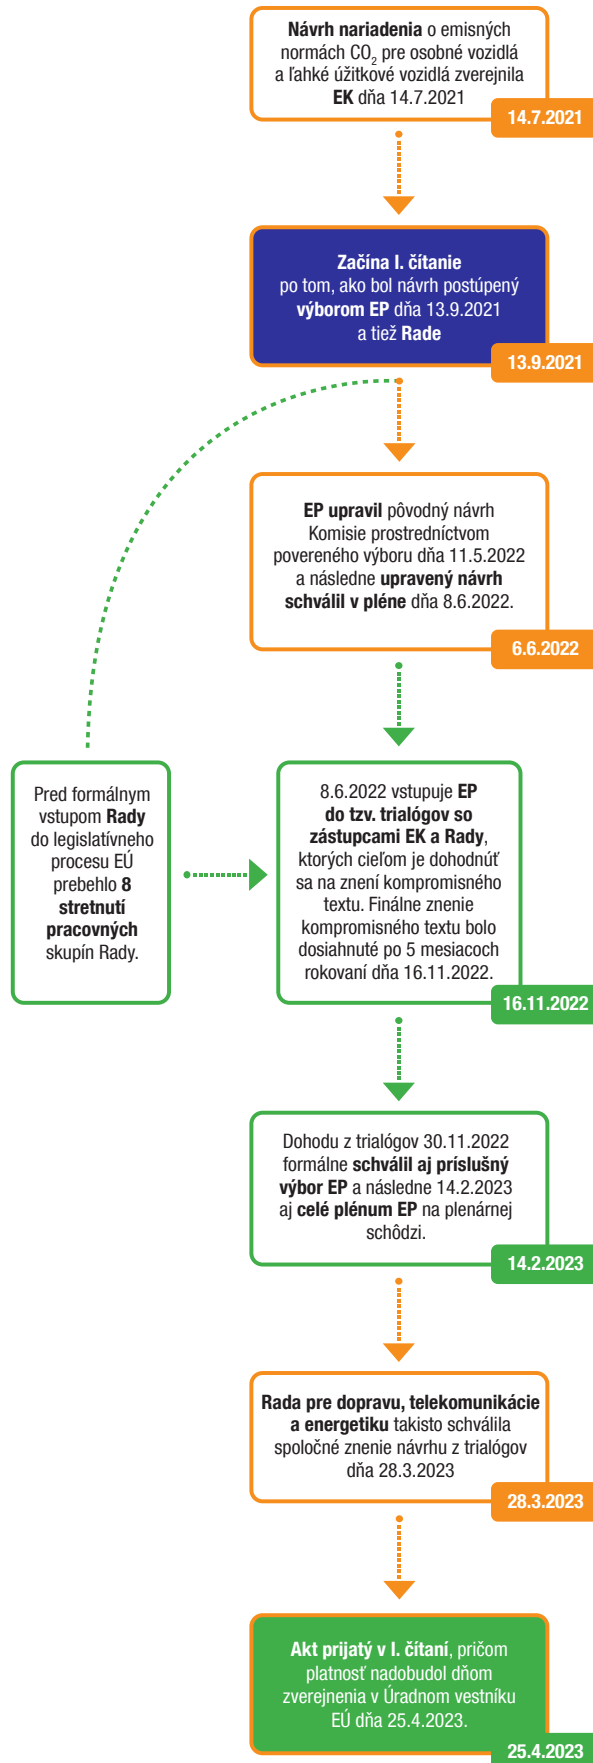 Návrh nariadenia o emisných
normách CO₂ pre osobné vozidlá
a ľahké úžitkové vozidlá zverejnila
EK dňa 14.7.2021
14.7.2021
Začína I. čítanie
po tom, ako bol návrh postúpený
výborom EP dňa 13.9.2021
a tiež Rade
13.9.2021
EP upravil pôvodný návrh
Komisie prostredníctvom
povereného výboru dňa 11.5.2022
a následne upravený návrh
schválil v pléne dňa 8.6.2022.
6.6.2022
Pred formálnym
vstupom Rady
do legislatívneho
procesu EÚ
prebehlo 8
stretnutí
pracovných
skupín Rady.
8.6.2022 vstupuje EP
do tzv. trialógov so
zástupcami EK a Rady,
ktorých cieľom je dohodnúť
sa na znení kompromisného
textu. Finálne znenie
kompromisného textu bolo
dosiahnuté po 5 mesiacoch
rokovaní dňa 16.11.2022.
16.11.2022
Dohodu z trialógov 30.11.2022
formálne schválil aj príslušný
výbor EP a následne 14.2.2023
aj celé plénum EP na plenárnej
schôdzi.
14.2.2023
Rada pre dopravu, telekomunikácie
a energetiku takisto schválila
spoločné znenie návrhu z trialógov
dňa 28.3.2023
28.3.2023
Akt prijatý v I. čítaní, pričom
platnosť nadobudol dňom
zverejnenia v Úradnom vestníku
EÚ dňa 25.4.2023.
25.4.2023